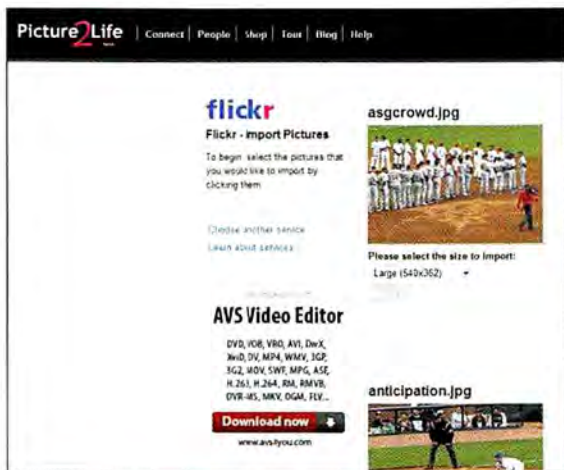 Picture2Life
Connect | People | Shop | Tour | Blog | Help
flickr
Flickr - Import Pictures
To begin select the pictures that
you would like to import by
clicking them
Choose another service
Learn about services
asgcrowd.jpg
Please select the size to import:
Large (540x362)
AVS Video Editor
DVD, VOB, VRO, AVI, DivX,
XviD, DV, MP4, WMV, 3GP,
3G2, MOV, SWF, MPG, ASF,
H.263, H.264, RM, RMVB,
DVR-MS, MKV, OGM, FLV...
Download now
www.avs4you.com
anticipation.jpg